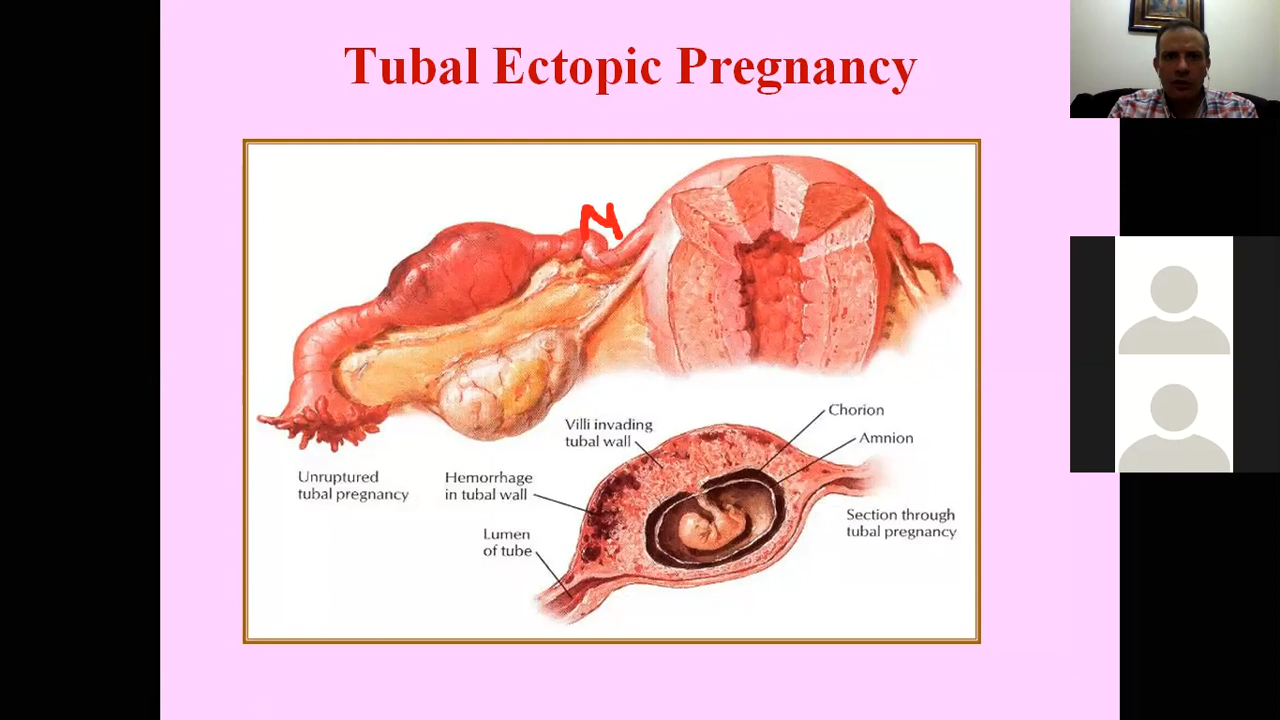 Tubal Ectopic Pregnancy
N
Chorion
Villi invading
tubal wall
Amnion
Unruptured
tubal pregnancy
Hemorrhage
in tubal wall
Section through
tubal pregnancy
Lumen
of tube